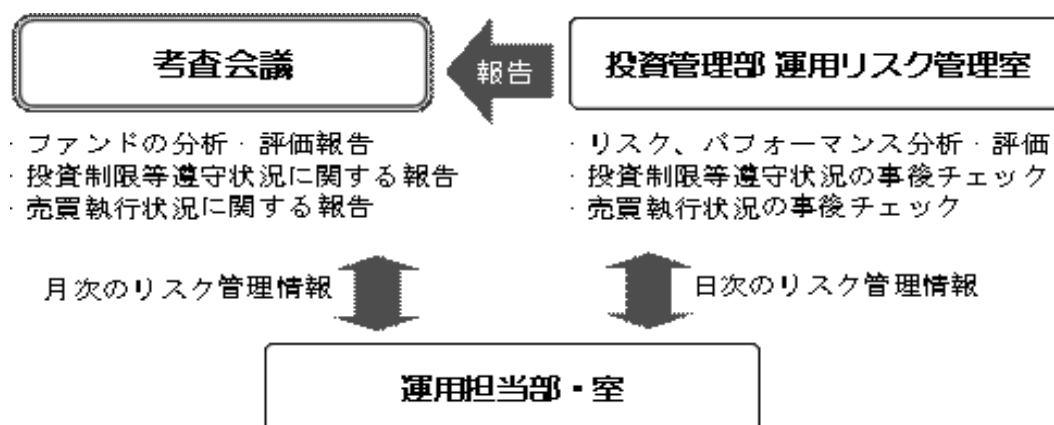 考査会議
報告
投資管理部 運用リスク管理室
・ファンドの分析・評価報告
・投資制限等遵守状況に関する報告
・売買執行状況に関する報告
・リスク、パフォーマンス分析・評価
・投資制限等遵守状況の事後チェック
・売買執行状況の事後チェック
月次のリスク管理情報
日次のリスク管理情報
運用担当部・室